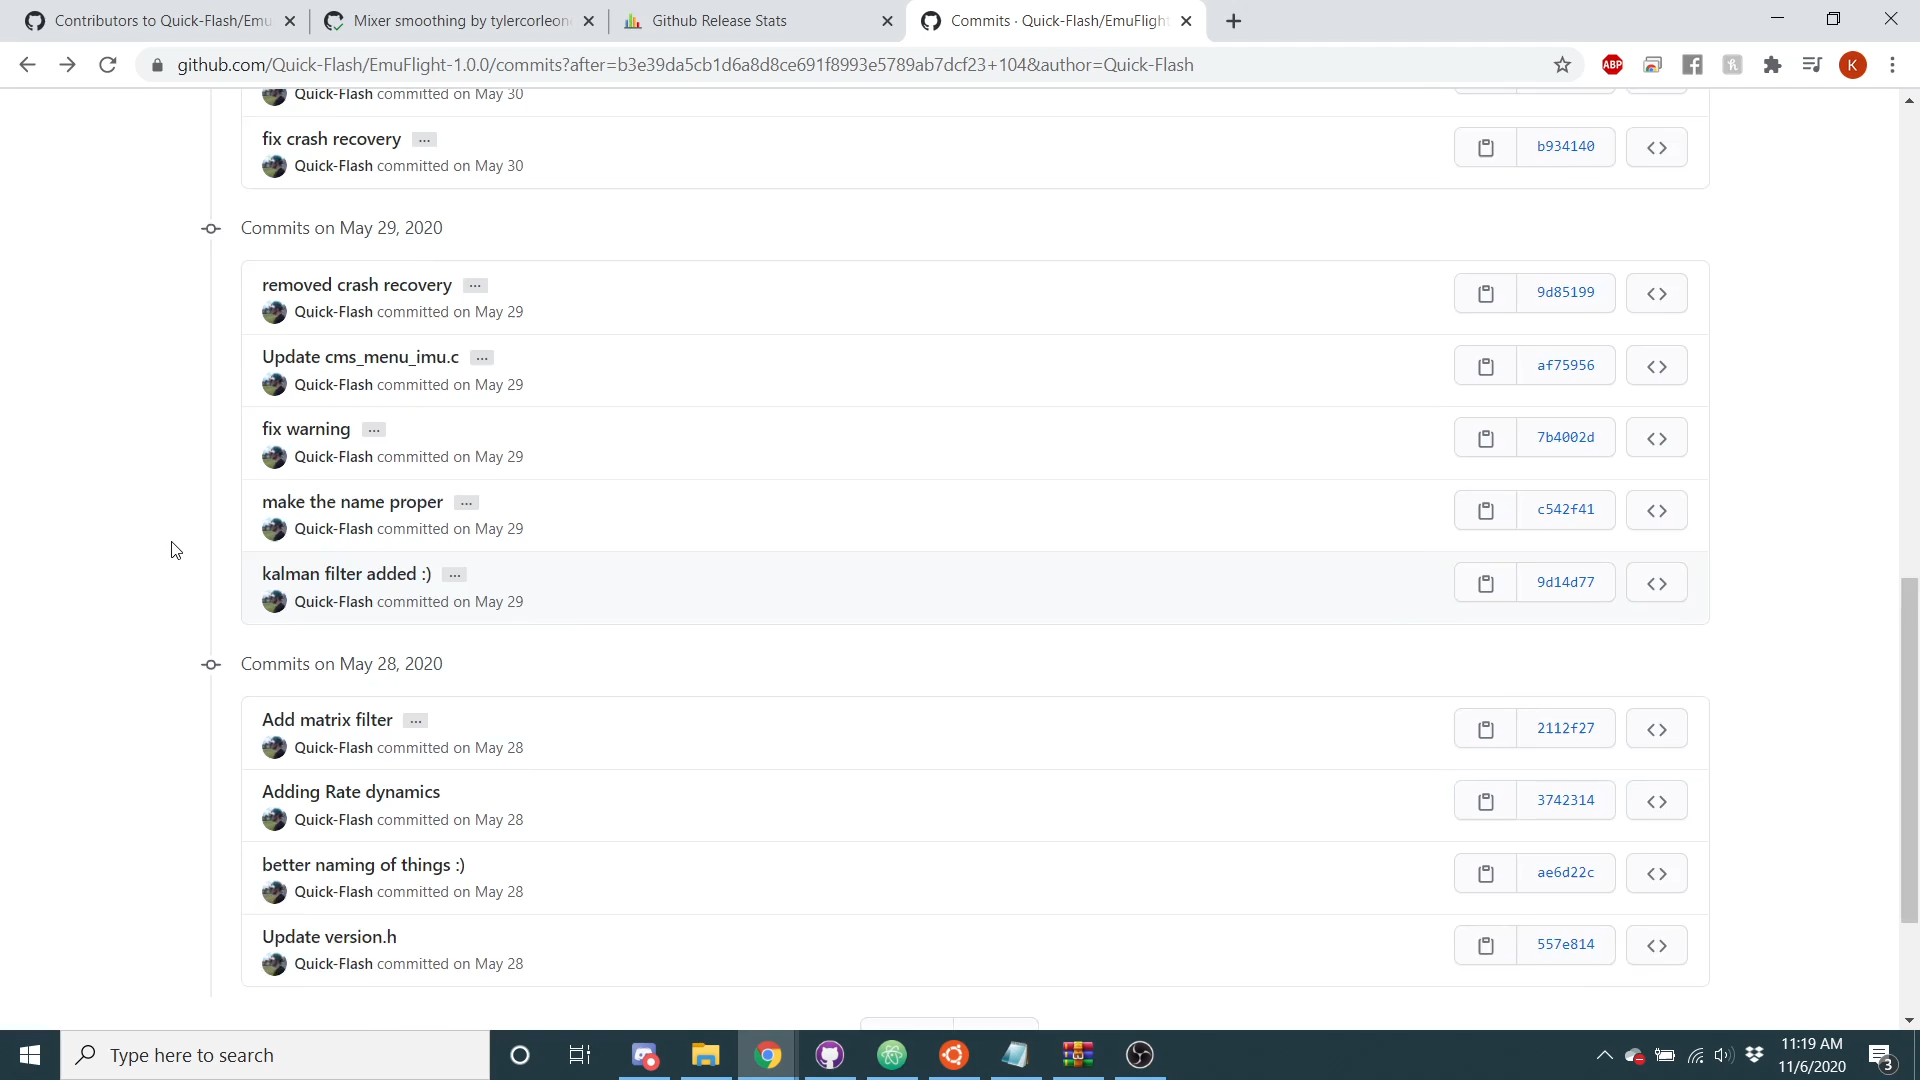 Contributors to Quick-Flash/Emu
Mixer smoothing by tylercorleon
Github Release Stats
Commits · Quick-Flash/EmuFlight
github.com/Quick-Flash/EmuFlight-1.0.0/commits?after=b3e39da5cb1d6a8d8ce691f8993e5789ab7dcf23+104&author=Quick-Flash
ABP
K
Quick-Flash committed on May 30
fix crash recovery ...
b934140
Quick-Flash committed on May 30
Commits on May 29, 2020
removed crash recovery ...
9d85199
Quick-Flash committed on May 29
Update cms_menu_imu.c ...
af75956
Quick-Flash committed on May 29
fix warning ...
7b4002d
Quick-Flash committed on May 29
make the name proper ...
c542f41
Quick-Flash committed on May 29
kalman filter added :) ...
9d14d77
Quick-Flash committed on May 29
Commits on May 28, 2020
Add matrix filter ...
2112f27
Quick-Flash committed on May 28
Adding Rate dynamics
3742314
Quick-Flash committed on May 28
better naming of things :)
ae6d22c
Quick-Flash committed on May 28
Update version.h
557e814
Quick-Flash committed on May 28
Type here to search
11:19 AM
11/6/2020
3